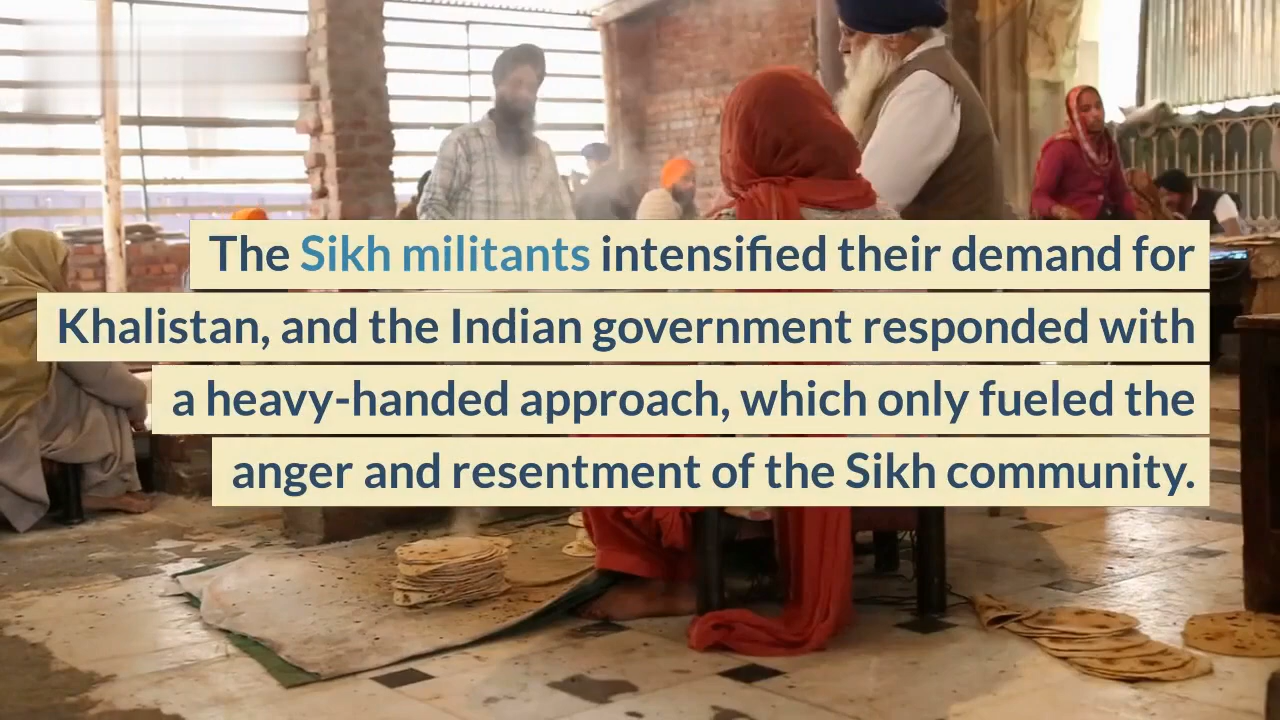 The Sikh militants intensified their demand for
Khalistan, and the Indian government responded with
a heavy-handed approach, which only fueled the
anger and resentment of the Sikh community.